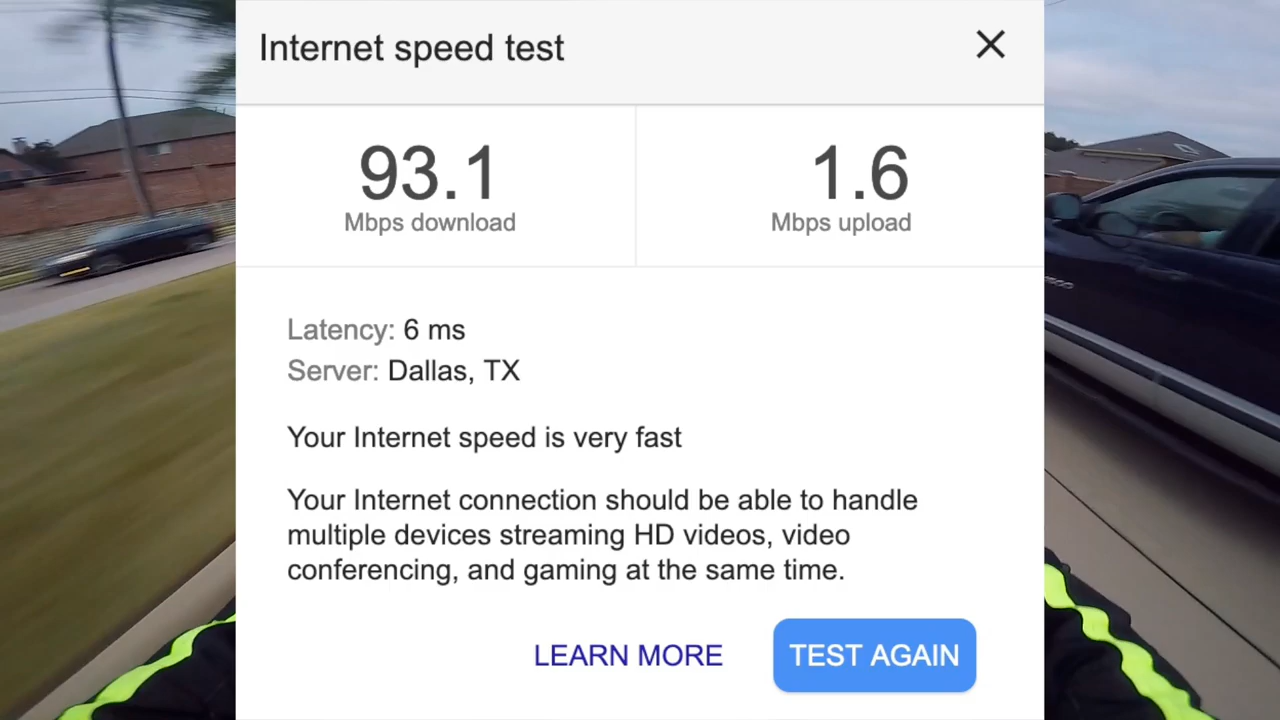 Internet speed test
93.1
Mbps download
1.6
Mbps upload
Latency: 6 ms
Server: Dallas, TX
Your Internet speed is very fast
Your Internet connection should be able to handle
multiple devices streaming HD videos, video
conferencing, and gaming at the same time.
LEARN MORE
TEST AGAIN